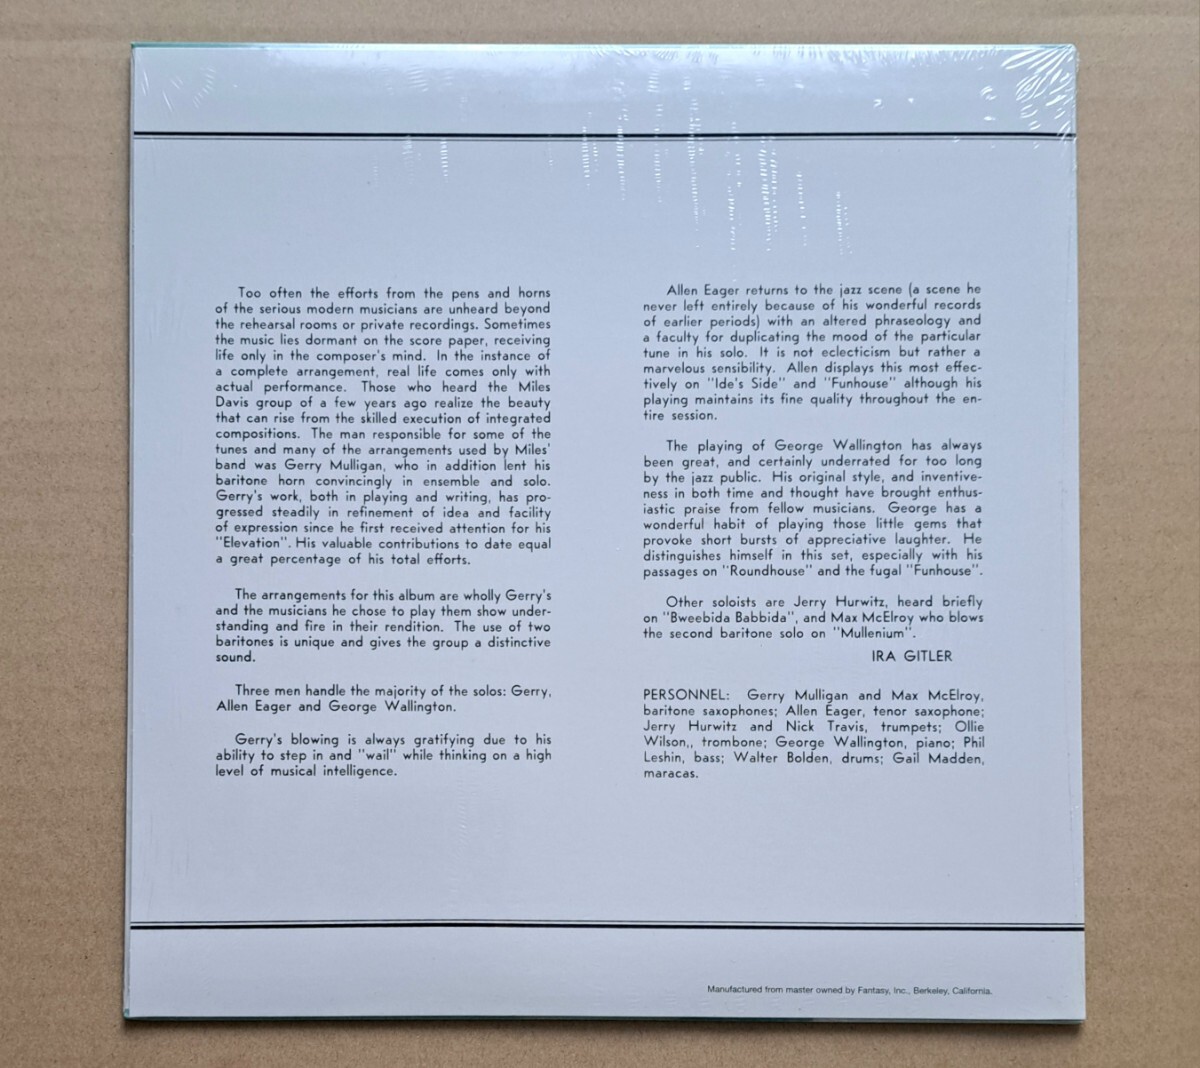 Too often the efforts from the pens and horns
of the serious modern musicians are unheard beyond
the rehearsal rooms or private recordings. Sometimes
the music lies dormant on the score paper, receiving
life only in the composer's mind. In the instance of
a complete arrangement, real life comes only with
actual performance. Those who heard the Miles
Davis group of a few years ago realize the beauty
that can rise from the skilled execution of integrated
compositions. The man responsible for some of the
tunes and many of the arrangements used by Miles'
band was Gerry Mulligan, who in addition lent his
baritone horn convincingly in ensemble and solo.
Gerry's work, both in playing and writing, has pro-
gressed steadily in refinement of idea and facility
of expression since he first received attention for his
"Elevation". His valuable contributions to date equal
a great percentage of his total efforts.
The arrangements for this album are wholly Gerry's
and the musicians he chose to play them show under-
standing and fire in their rendition. The use of two
baritones is unique and gives the group a distinctive
sound.
Three men handle the majority of the solos: Gerry,
Allen Eager and George Wallington.
Gerry's blowing is always gratifying due to his
ability to step in and "wail" while thinking on a high
level of musical intelligence.
Allen Eager returns to the jazz scene (a scene he
never left entirely because of his wonderful records
of earlier periods) with an altered phraseology and
a faculty for duplicating the mood of the particular
tune in his solo. It is not eclecticism but rather a
marvelous sensibility. Allen displays this most effec-
tively on "Ide's Side" and "Funhouse" although his
playing maintains its fine quality throughout the en-
tire session.
The playing of George Wallington has always
been great, and certainly underrated for too long
by the jazz public. His original style, and inventive-
ness in both time and thought have brought enthus-
iastic praise from fellow musicians. George has a
wonderful habit of playing those little gems that
provoke short bursts of appreciative laughter. He
distinguishes himself in this set, especially with his
passages on "Roundhouse" and the fugal "Funhouse".
Other soloists are Jerry Hurwitz, heard briefly
on "Bweebida Babbida", and Max McElroy who blows
the second baritone solo on "Mullenium".
IRA GITLER
PERSONNEL: Gerry Mulligan and Max McElroy,
baritone saxophones; Allen Eager, tenor saxophone;
Jerry Hurwitz and Nick Travis, trumpets; Ollie
Wilson,, trombone; George Wallington, piano; Phil
Leshin, bass; Walter Bolden, drums; Gail Madden,
maracas.
Manufactured from master owned by Fantasy, Inc., Berkeley, California.